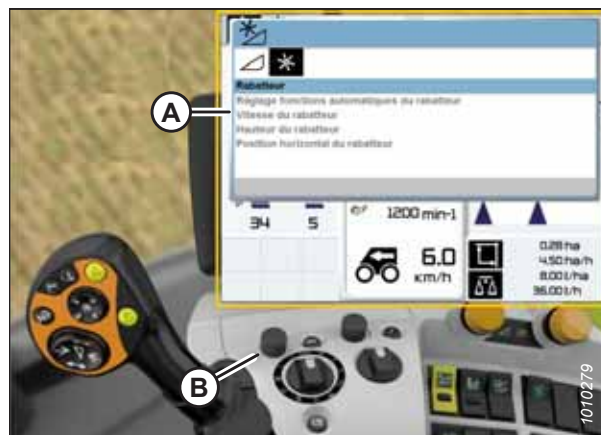 Rabatteur
Réglage fonctions automatiques du rabatteur
Vitesse du rabatteur
Hauteur du rabatteur
Position horizontal du rabatteur
A
34 5
1200 min-1
6.0
km/h
0.28 ha
4.50 ha/h
8.00 l/ha
36.00 l/h
B
1010279